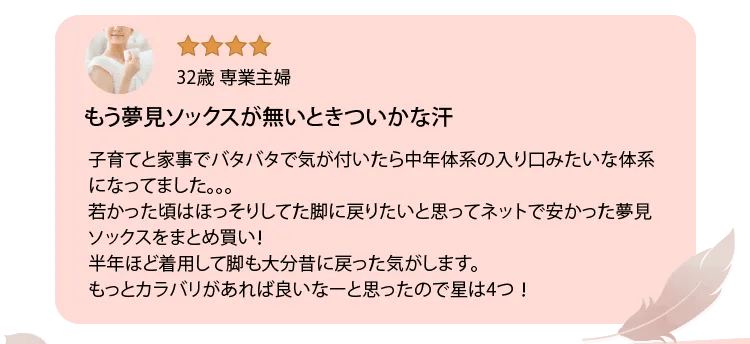 32歳 専業主婦
もう夢見ソックスが無いときついかな汗
子育てと家事でバタバタで気が付いたら中年体系の入り口みたいな体系
になってました。。。
若かった頃はほっそりしてた脚に戻りたいと思ってネットで安かった夢見
ソックスをまとめ買い！
半年ほど着用して脚も大分昔に戻った気がします。
もっとカラバリがあれば良いなーと思ったので星は4つ！